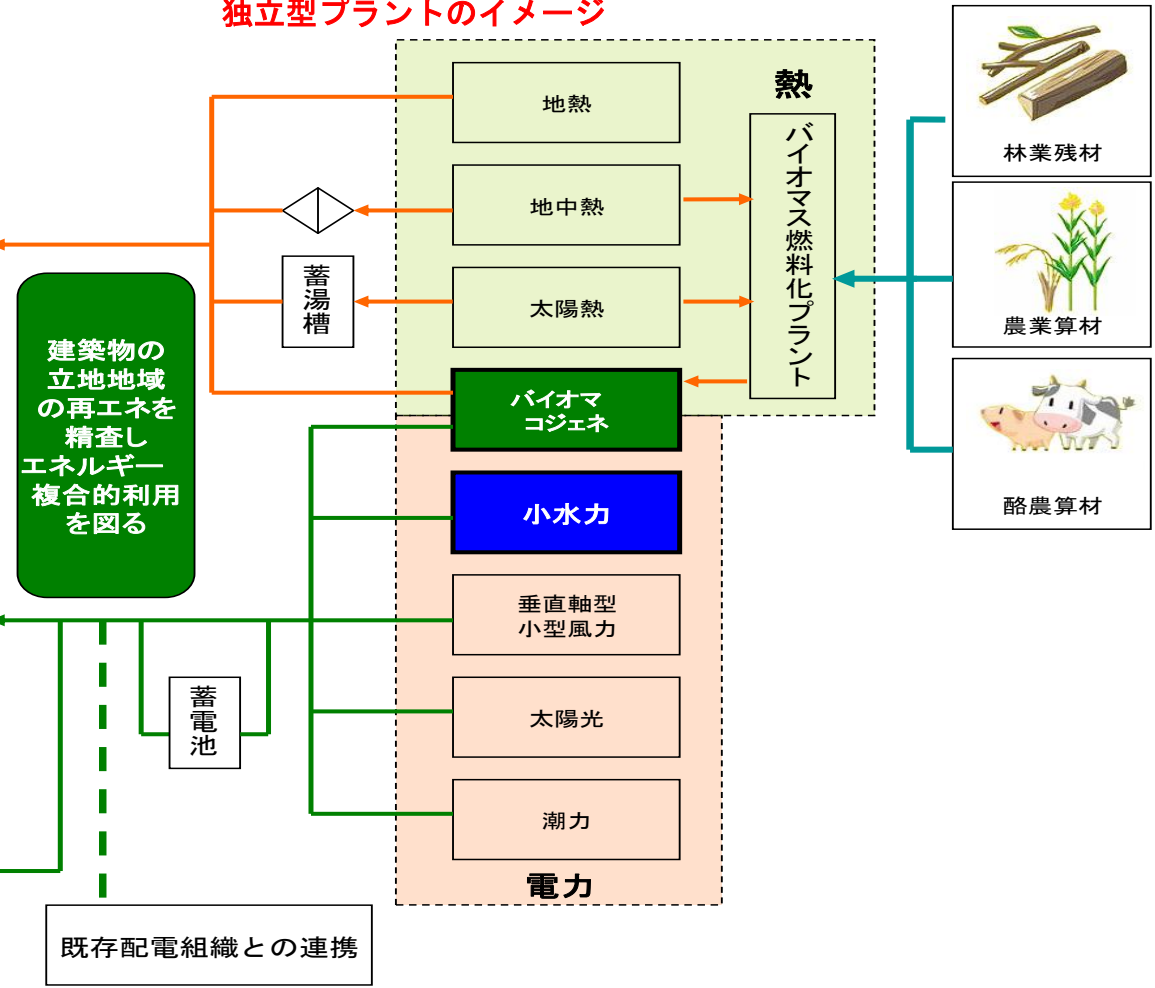 独立型プラントのイメージ
熱
地熱
地中熱
太陽熱
蓄湯槽
バイオマス燃料化プラント
林業残材
農業算材
酪農算材
建築物の
立地地域
の再エネを
精査し
エネルギー
複合的利用
を図る
バイオマ
コジェネ
小水力
垂直軸型
小型風力
太陽光
潮力
電力
蓄電池
既存配電組織との連携